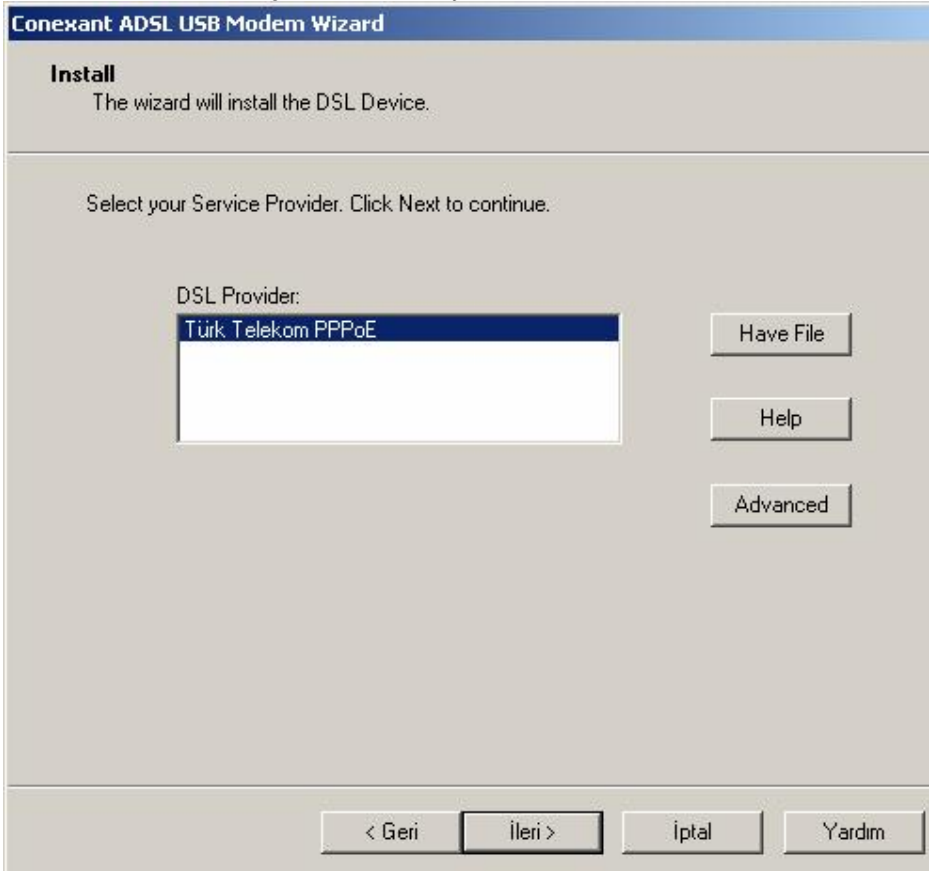 Conexant ADSL USB Modem Wizard
Install
The wizard will install the DSL Device.
Select your Service Provider. Click Next to continue.
DSL Provider:
Türk Telekom PPPoE
Have File
Help
Advanced
< Geri
İleri >
İptal
Yardım